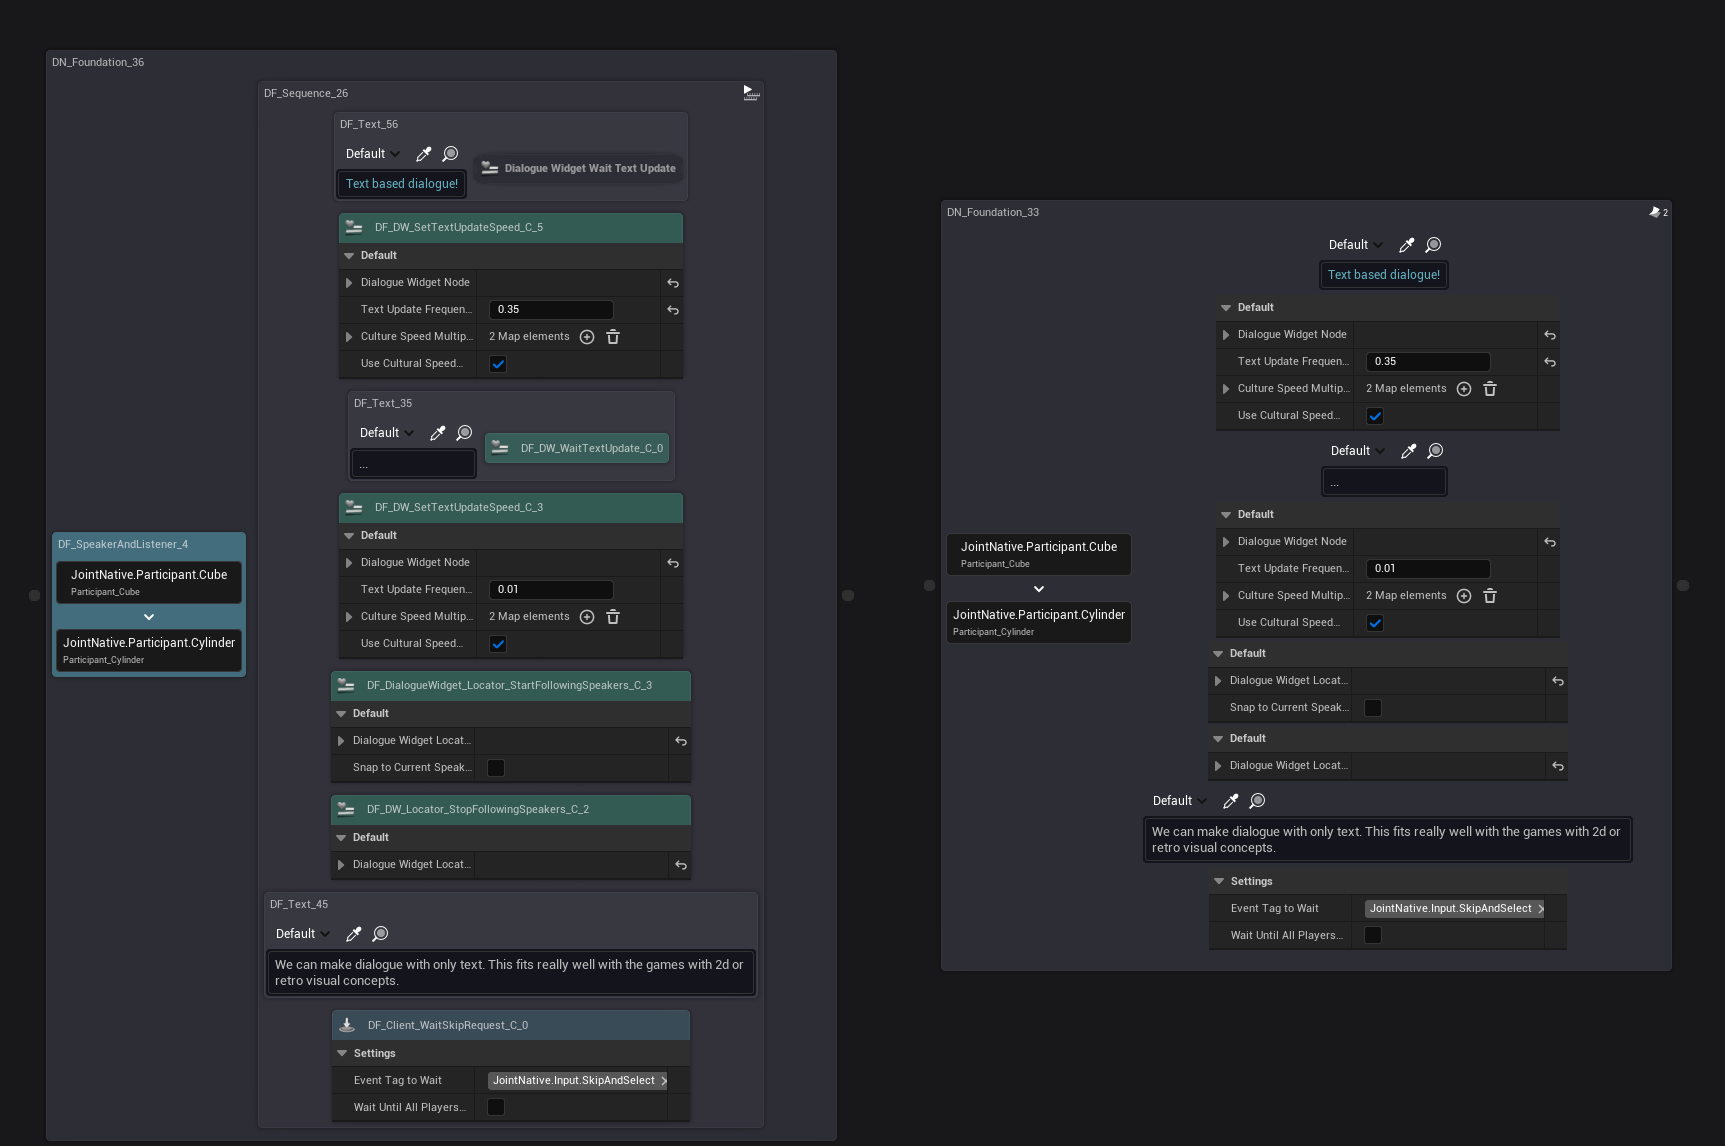 DN_Foundation_36
DF_Sequence_26
DF_Text_56
Default
Text based dialogue!
Dialogue Widget Wait Text Update
DF_DW_SetTextUpdateSpeed_C_5
Default
Dialogue Widget Node
Text Update Frequen... 0.35
Culture Speed Multip... 2 Map elements
Use Cultural Speed...
DF_Text_35
Default
...
DF_DW_WaitTextUpdate_C_0
DF_DW_SetTextUpdateSpeed_C_3
Default
Dialogue Widget Node
Text Update Frequen... 0.01
Culture Speed Multip... 2 Map elements
Use Cultural Speed...
DF_SpeakerAndListener_4
JointNative.Participant.Cube
Participant_Cube
JointNative.Participant.Cylinder
Participant_Cylinder
DF_DialogueWidget_Locator_StartFollowingSpeakers_C_3
Default
Dialogue Widget Locat...
Snap to Current Speak...
DF_DW_Locator_StopFollowingSpeakers_C_2
Default
Dialogue Widget Locat...
DF_Text_45
Default
We can make dialogue with only text. This fits really well with the games with 2d or
retro visual concepts.
DF_Client_WaitSkipRequest_C_0
Settings
Event Tag to Wait JointNative.Input.SkipAndSelect
Wait Until All Players...
DN_Foundation_33
2
Default
Text based dialogue!
Default
Dialogue Widget Node
Text Update Frequen... 0.35
Culture Speed Multip... 2 Map elements
Use Cultural Speed...
Default
...
Default
Dialogue Widget Node
Text Update Frequen... 0.01
Culture Speed Multip... 2 Map elements
Use Cultural Speed...
JointNative.Participant.Cube
Participant_Cube
JointNative.Participant.Cylinder
Participant_Cylinder
Default
Dialogue Widget Locat...
Snap to Current Speak...
Default
Dialogue Widget Locat...
Default
We can make dialogue with only text. This fits really well with the games with 2d or
retro visual concepts.
Settings
Event Tag to Wait JointNative.Input.SkipAndSelect
Wait Until All Players...